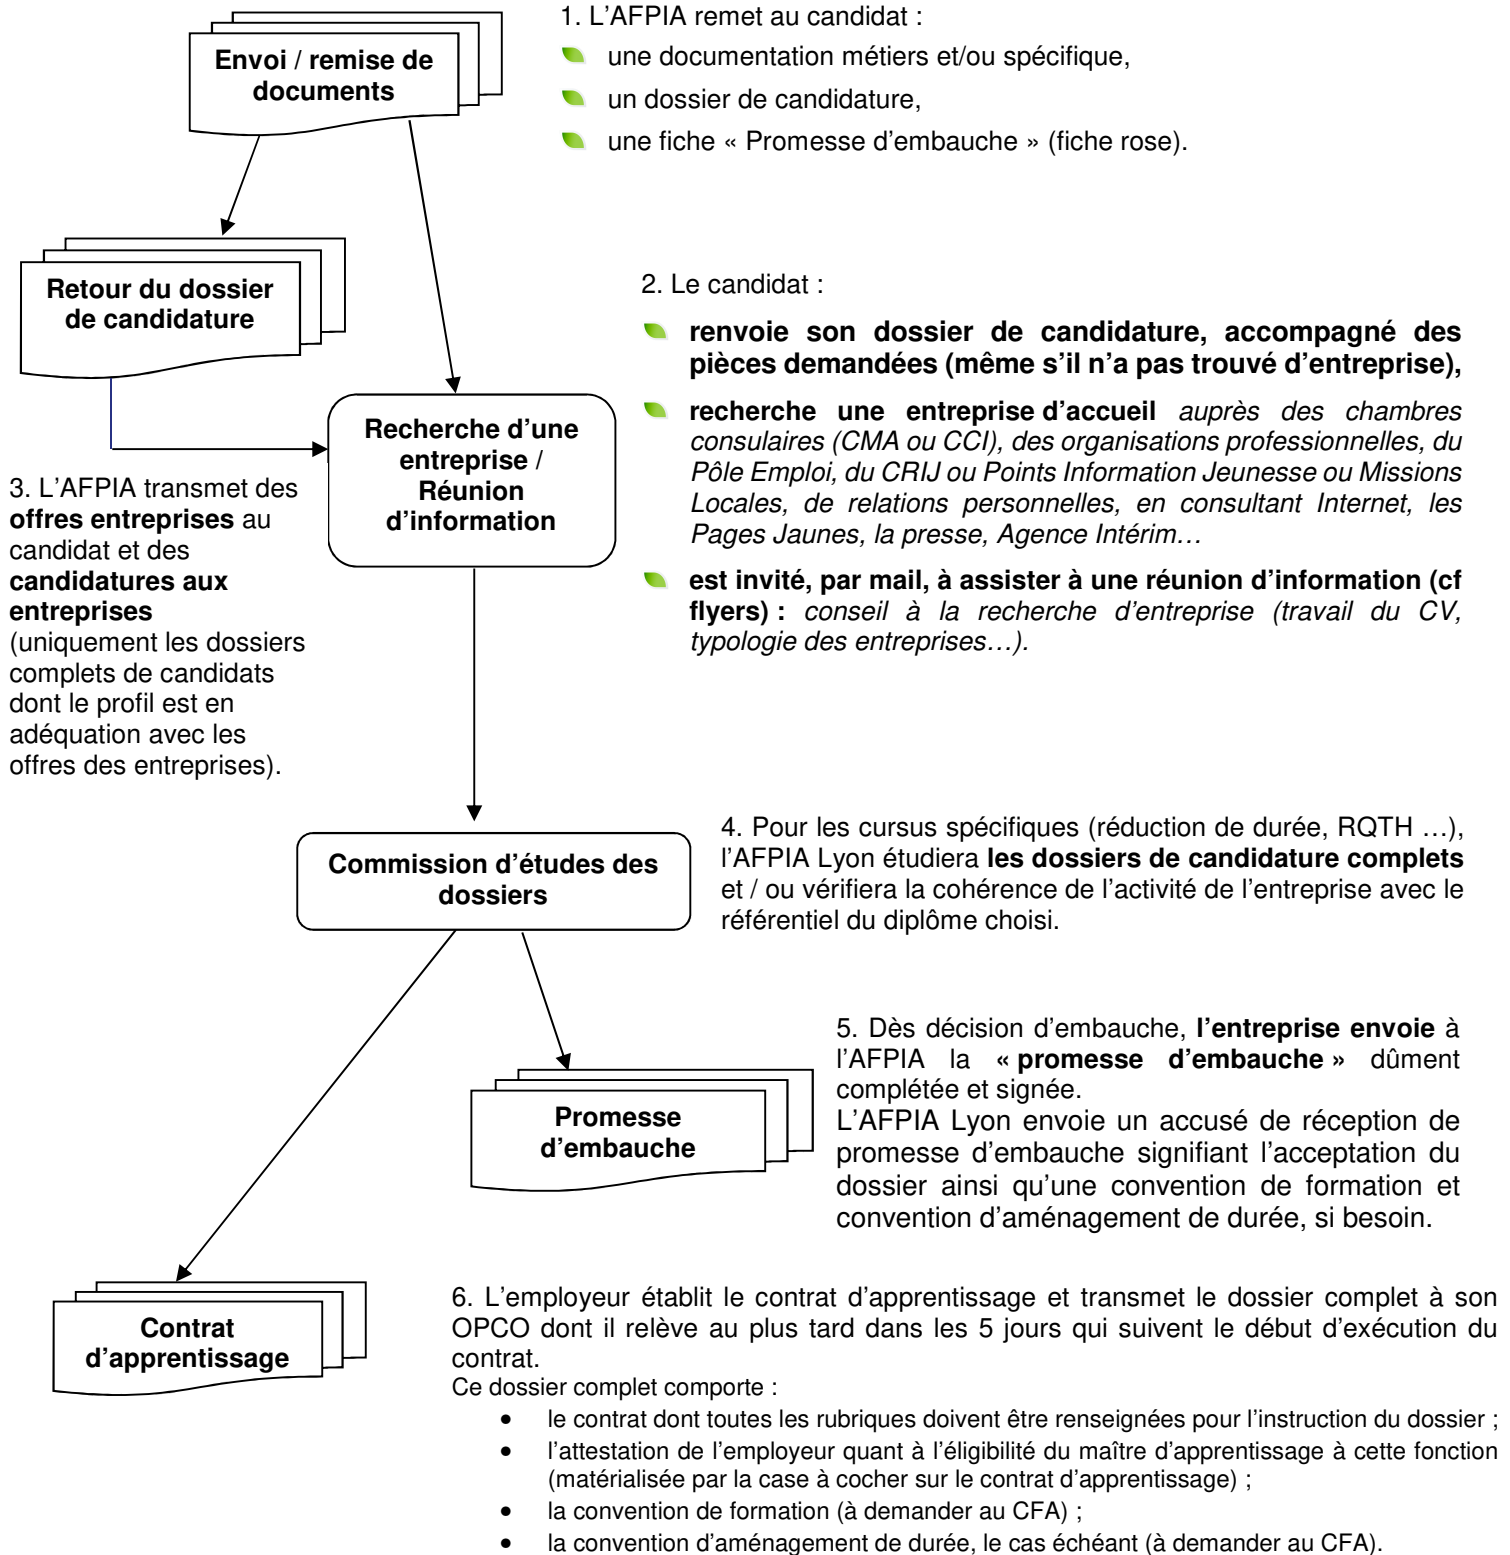 Envoi / remise de
documents
1. L’AFPIA remet au candidat :
une documentation métiers et/ou spécifique,
un dossier de candidature,
une fiche « Promesse d’embauche » (fiche rose).
Retour du dossier
de candidature
2. Le candidat :
renvoie son dossier de candidature, accompagné des
pièces demandées (même s’il n’a pas trouvé d’entreprise),
recherche une entreprise d’accueil auprès des chambres
consulaires (CMA ou CCI), des organisations professionnelles, du
Pôle Emploi, du CRIJ ou Points Information Jeunesse ou Missions
Locales, de relations personnelles, en consultant Internet, les
Pages Jaunes, la presse, Agence Intérim…
est invité, par mail, à assister à une réunion d’information (cf
flyers) : conseil à la recherche d’entreprise (travail du CV,
typologie des entreprises…).
Recherche d’une
entreprise /
Réunion
d’information
3. L’AFPIA transmet des
offres entreprises au
candidat et des
candidatures aux
entreprises
(uniquement les dossiers
complets de candidats
dont le profil est en
adéquation avec les
offres des entreprises).
Commission d’études des
dossiers
4. Pour les cursus spécifiques (réduction de durée, RQTH …),
l’AFPIA Lyon étudiera les dossiers de candidature complets
et / ou vérifiera la cohérence de l’activité de l’entreprise avec le
référentiel du diplôme choisi.
Promesse
d’embauche
5. Dès décision d’embauche, l’entreprise envoie à
l’AFPIA la « promesse d’embauche » dûment
complétée et signée.
L’AFPIA Lyon envoie un accusé de réception de
promesse d’embauche signifiant l’acceptation du
dossier ainsi qu’une convention de formation et
convention d’aménagement de durée, si besoin.
Contrat
d’apprentissage
6. L’employeur établit le contrat d’apprentissage et transmet le dossier complet à son
OPCO dont il relève au plus tard dans les 5 jours qui suivent le début d’exécution du
contrat.
Ce dossier complet comporte :
• le contrat dont toutes les rubriques doivent être renseignées pour l’instruction du dossier ;
• l’attestation de l’employeur quant à l’éligibilité du maître d’apprentissage à cette fonction
(matérialisée par la case à cocher sur le contrat d’apprentissage) ;
• la convention de formation (à demander au CFA) ;
• la convention d’aménagement de durée, le cas échéant (à demander au CFA).